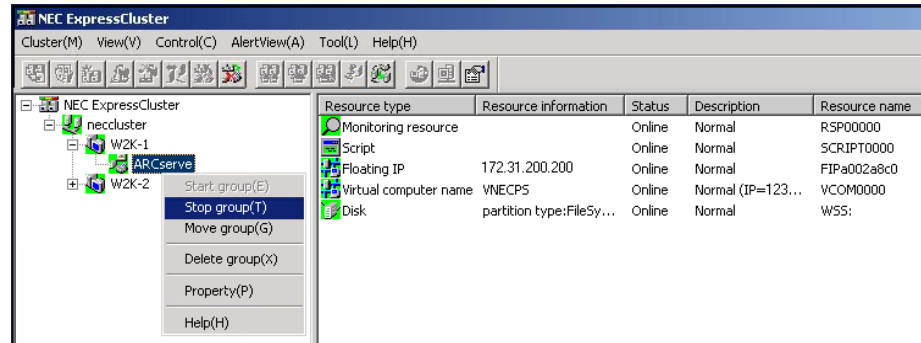 NEC ExpressCluster
Cluster(M) View(V) Control(C) AlertView(A) Tool(L) Help(H)
NEC ExpressCluster
neccluster
W2K-1
ARCserve
W2K-2
Start group(E)
Stop group(T)
Move group(G)
Delete group(X)
Property(P)
Help(H)
Resource type Resource information Status Description Resource name
Monitoring resource Online Normal RSP00000
Script Online Normal SCRIPT0000
Floating IP 172.31.200.200 Online Normal FIPa002a8c0
Virtual computer name VNECPS Online Normal (IP=123... VCOM0000
Disk partition type:FileSy... Online Normal WSS: